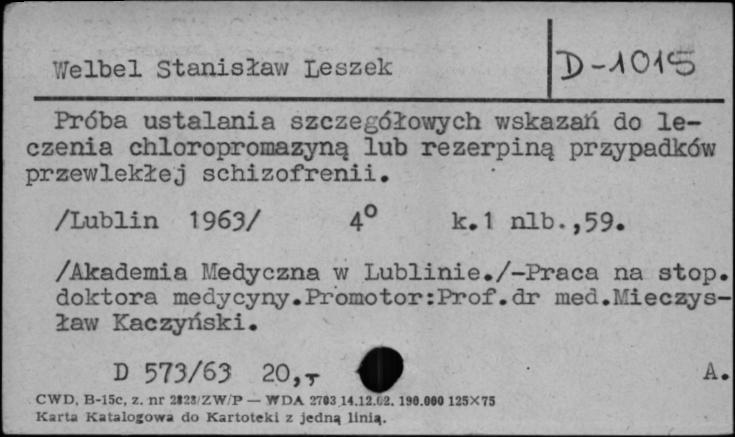 Welbel Stanisław Leszek
D-1015
Próba ustalania szczegółowych wskazań do le-
czenia chloropromazyną lub rezerpiną przypadków
przewlekłej schizofrenii.
/Lublin 1963/ 4° k.1 nlb.,59.
/Akademia Medyczna w Lublinie./-Praca na stop.
doktora medycyny.Promotor:Prof.dr med.Mieczys-
ław Kaczyński.
D 573/63 20,- A.
CWD, B-15c, z. nr 2828/ZW/P — WDA 2703 14.12.62. 190.000 125×75
Karta Katalogowa do Kartoteki z jedną linią.